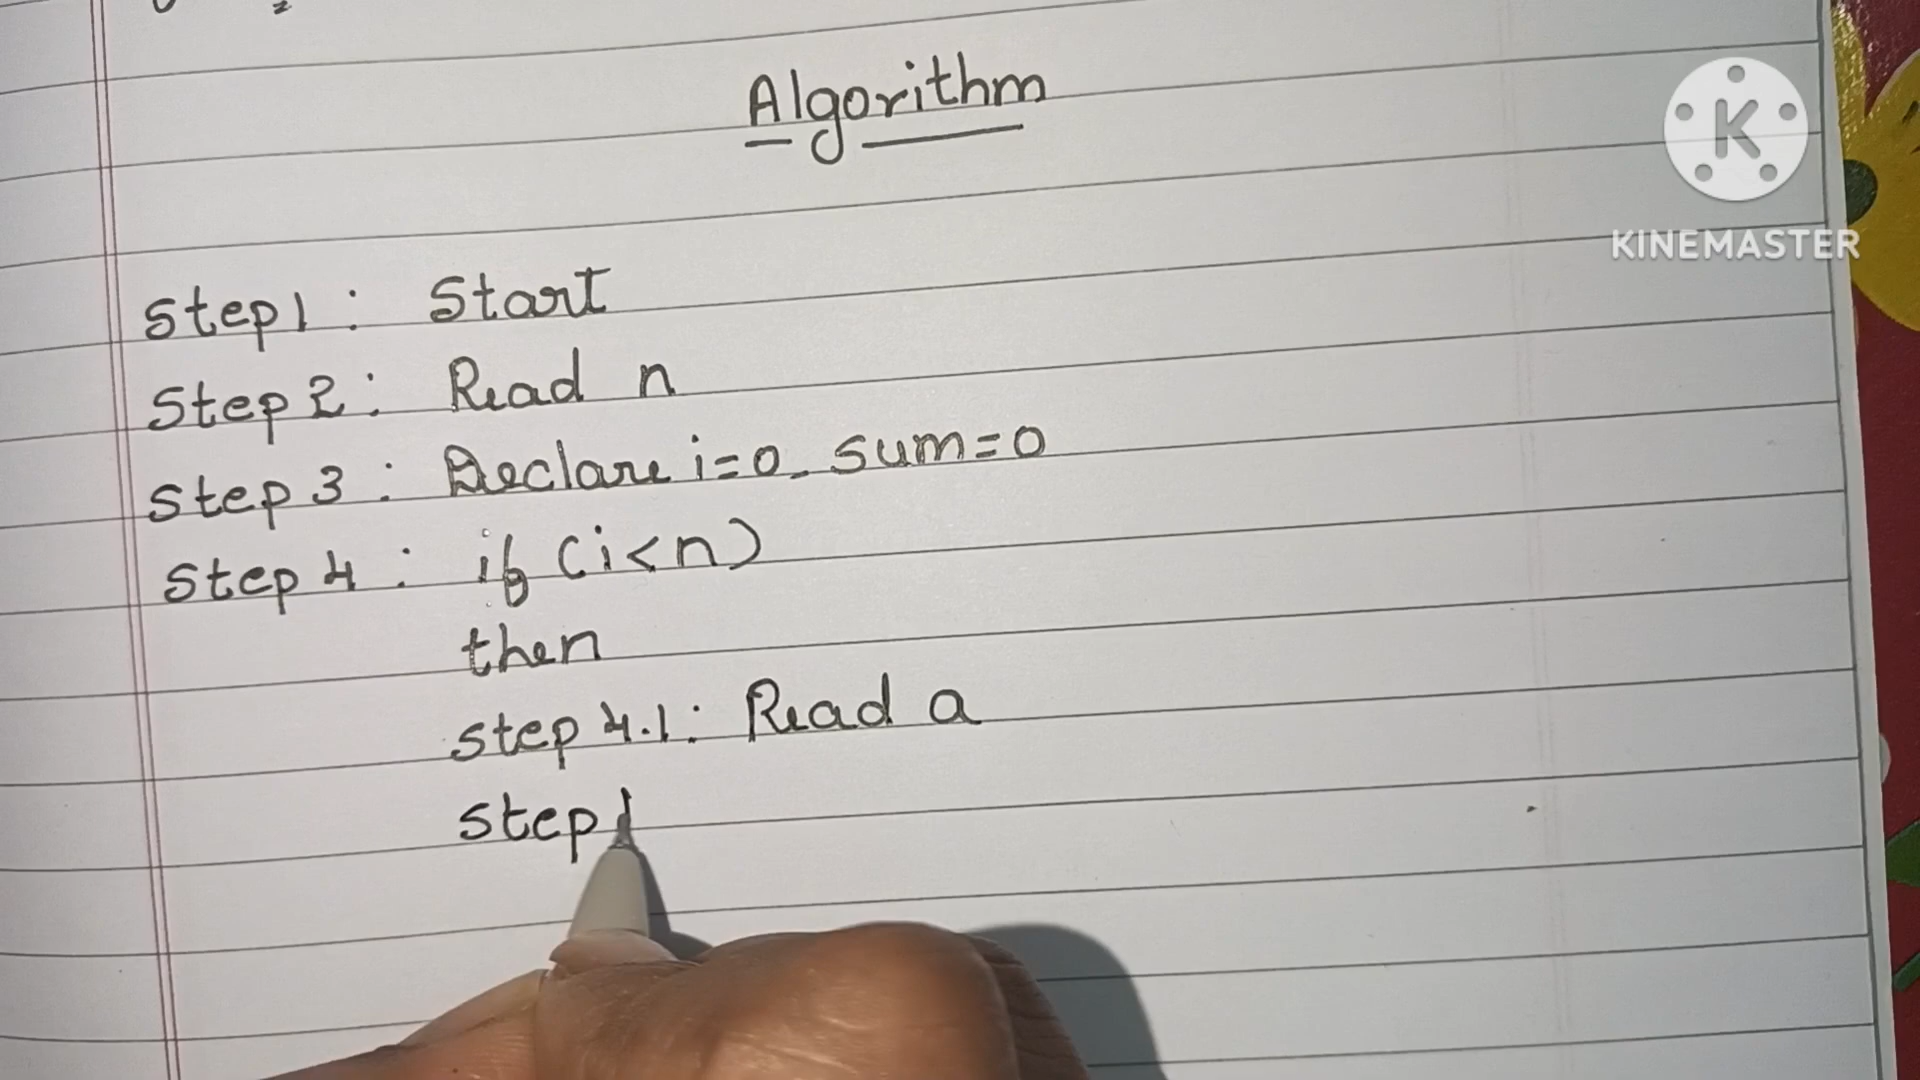 Algorithm
K
KINEMASTER
Step1 : Start
Step 2 : Read n
Step 3 : Declare i=0, sum=0
Step 4 : if (i<n)
then
step 4.1 : Read a
step